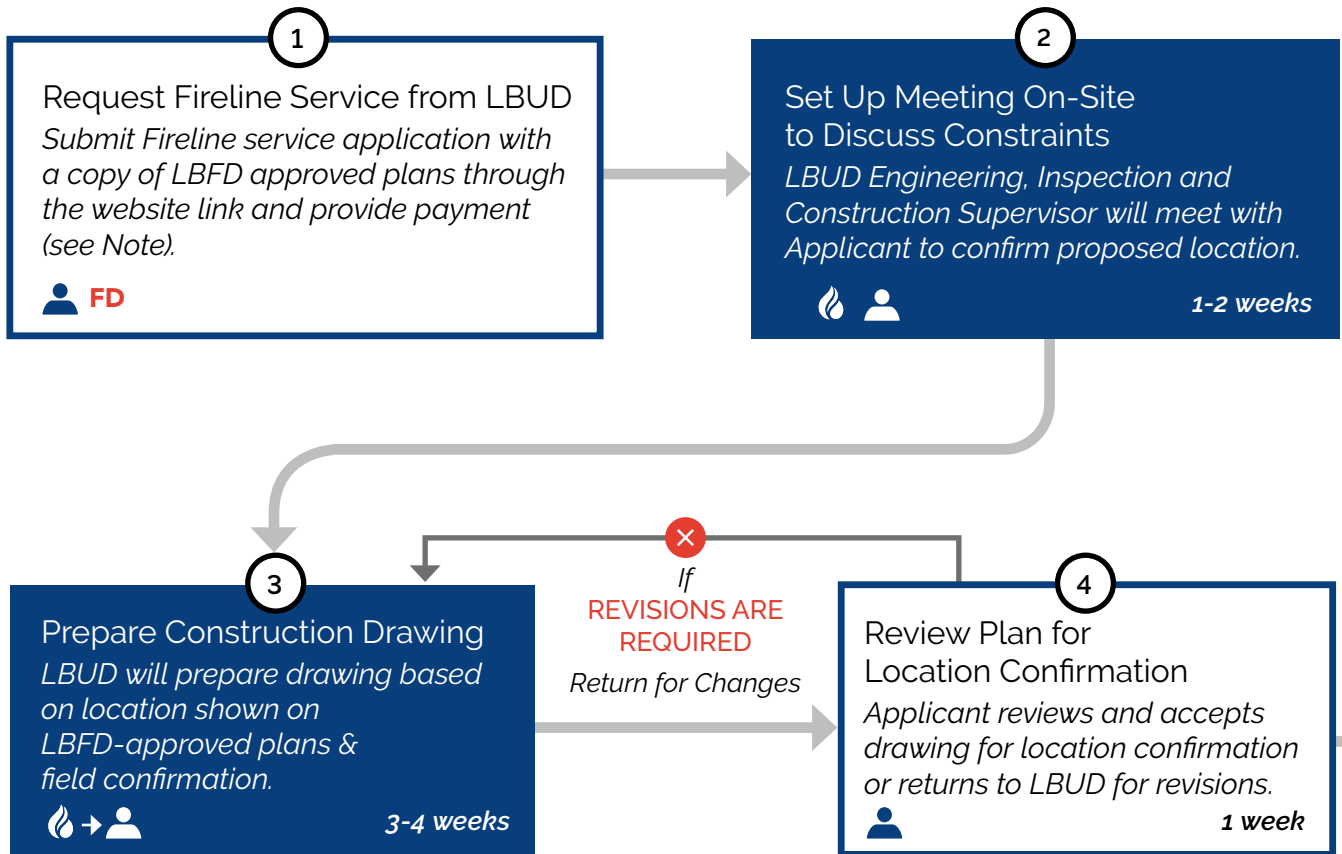 1
Request Fireline Service from LBUD
Submit Fireline service application with
a copy of LBFD approved plans through
the website link and provide payment
(see Note).
FD
2
Set Up Meeting On-Site
to Discuss Constraints
LBUD Engineering, Inspection and
Construction Supervisor will meet with
Applicant to confirm proposed location.
1-2 weeks
3
Prepare Construction Drawing
LBUD will prepare drawing based
on location shown on
LBFD-approved plans &
field confirmation.
3-4 weeks
If
REVISIONS ARE
REQUIRED
Return for Changes
4
Review Plan for
Location Confirmation
Applicant reviews and accepts
drawing for location confirmation
or returns to LBUD for revisions.
1 week